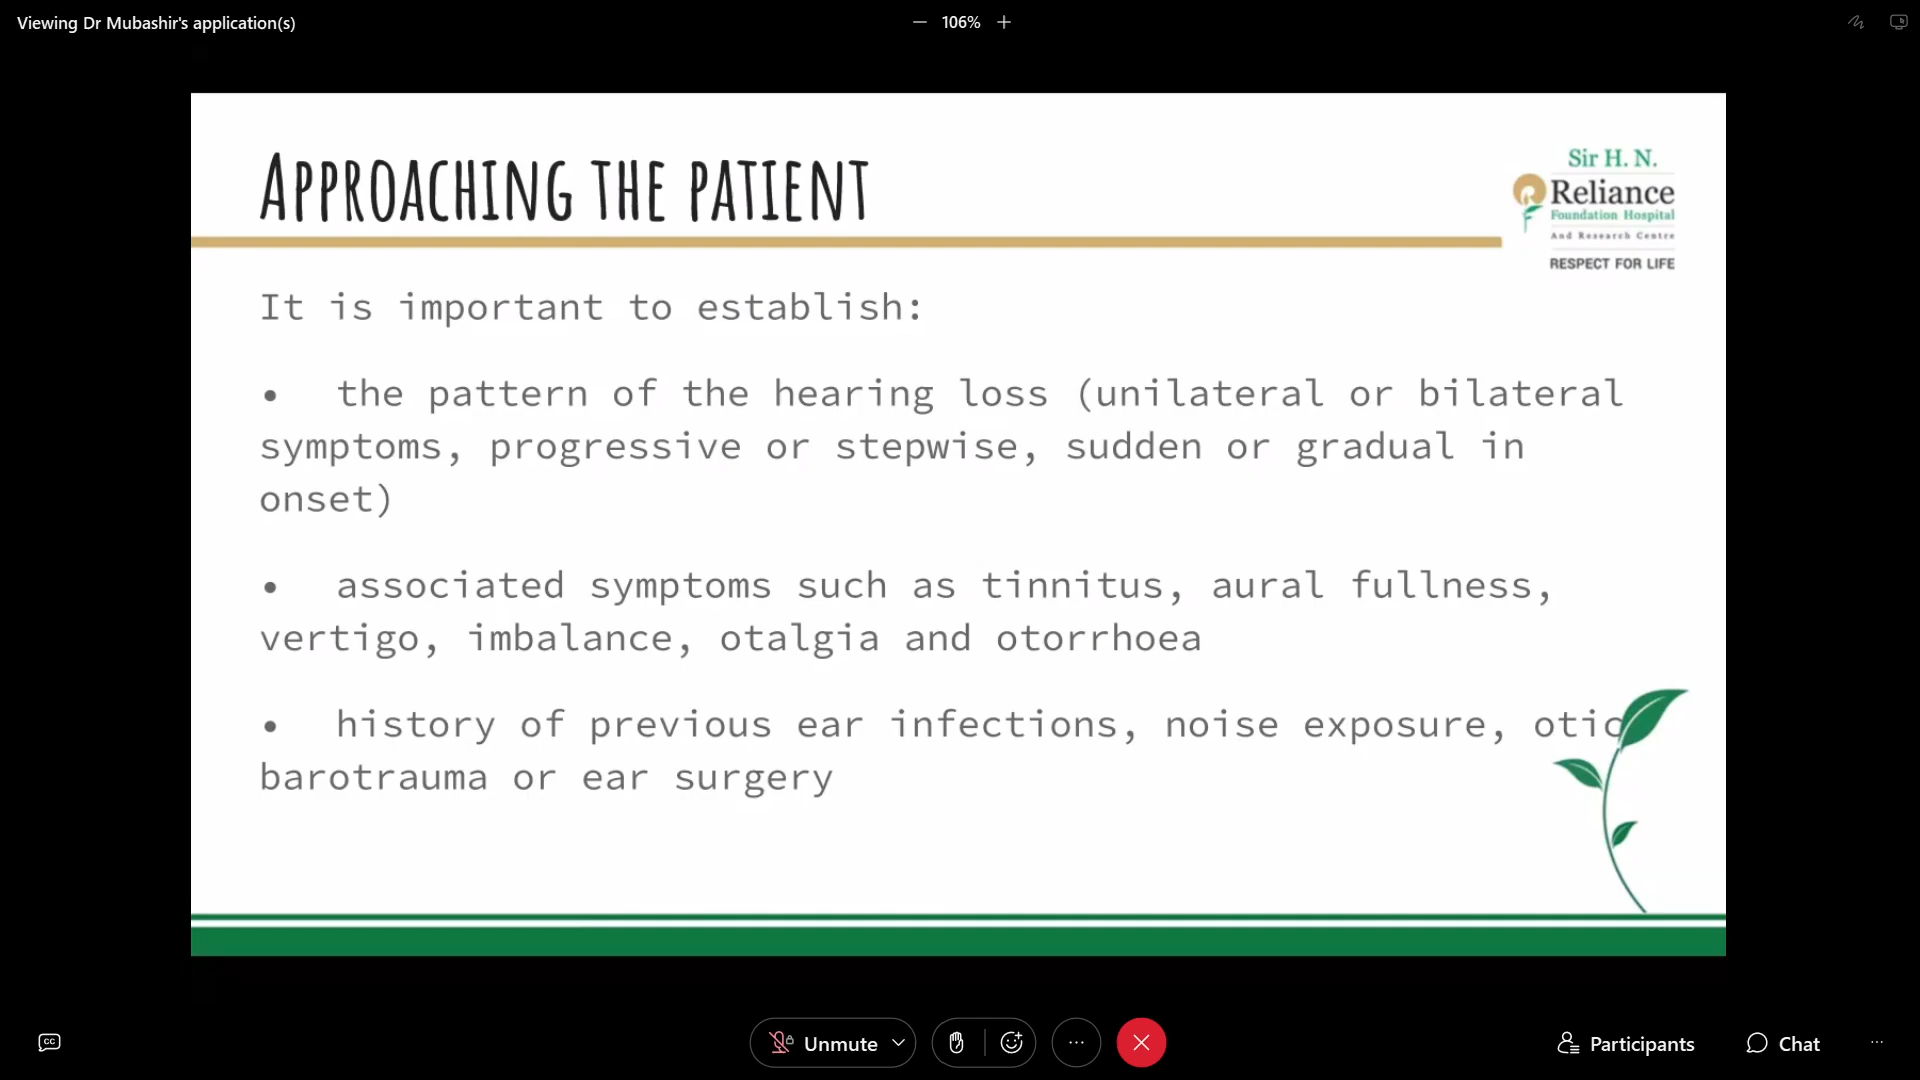 Viewing Dr Mubashir's application(s)
106%
APPROACHING THE PATIENT
Sir H. N.
Reliance
Foundation Hospital
And Research Centre
RESPECT FOR LIFE
It is important to establish:
• the pattern of the hearing loss (unilateral or bilateral
symptoms, progressive or stepwise, sudden or gradual in
onset)
• associated symptoms such as tinnitus, aural fullness,
vertigo, imbalance, otalgia and otorrhoea
• history of previous ear infections, noise exposure, otic
barotrauma or ear surgery
CC
Unmute
Participants
Chat